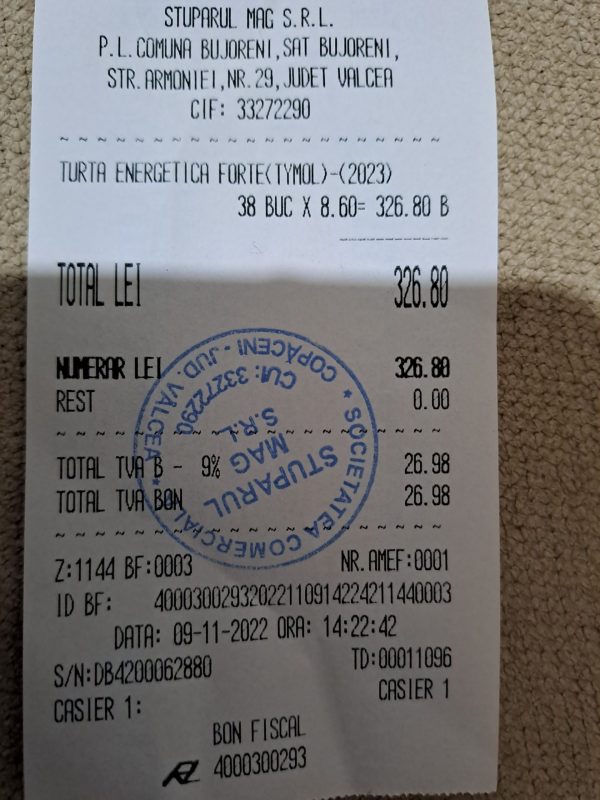 STUPARUL MAG S.R.L.
P.L.COMUNA BUJORENI,SAT BUJORENI,
STR.ARMONIEI,NR.29,JUDET VALCEA
CIF: 33272290
~ ~ ~ ~ ~ ~ ~ ~ ~ ~ ~ ~ ~ ~ ~ ~ ~ ~ ~
TURTA ENERGETICA FORTE(TYMOL)-(2023)
38 BUC X 8.60= 326.80 B
TOTAL LEI 326.80
NUMERAR LEI 326.80
REST 0.00
~ ~ ~ ~ ~ ~ ~ ~ ~ ~ ~ ~ ~ ~ ~ ~ ~ ~ ~
TOTAL TVA B - 9% 26.98
TOTAL TVA BON 26.98
~ ~ ~ ~ ~ ~ ~ ~ ~ ~ ~ ~ ~ ~ ~ ~ ~ ~ ~
Z:1144 BF:0003 NR.AMEF:0001
ID BF: 40003002932022110914224211440003
DATA: 09-11-2022 ORA: 14:22:42
S/N:DB4200062880 TD:00011096
CASIER 1: CASIER 1
BON FISCAL
4000300293
SOCIETATEA COMERCIALA
STUPARUL
MAG
S.R.L.
CUI: 33272290
COPACENI - JUD. VALCEA